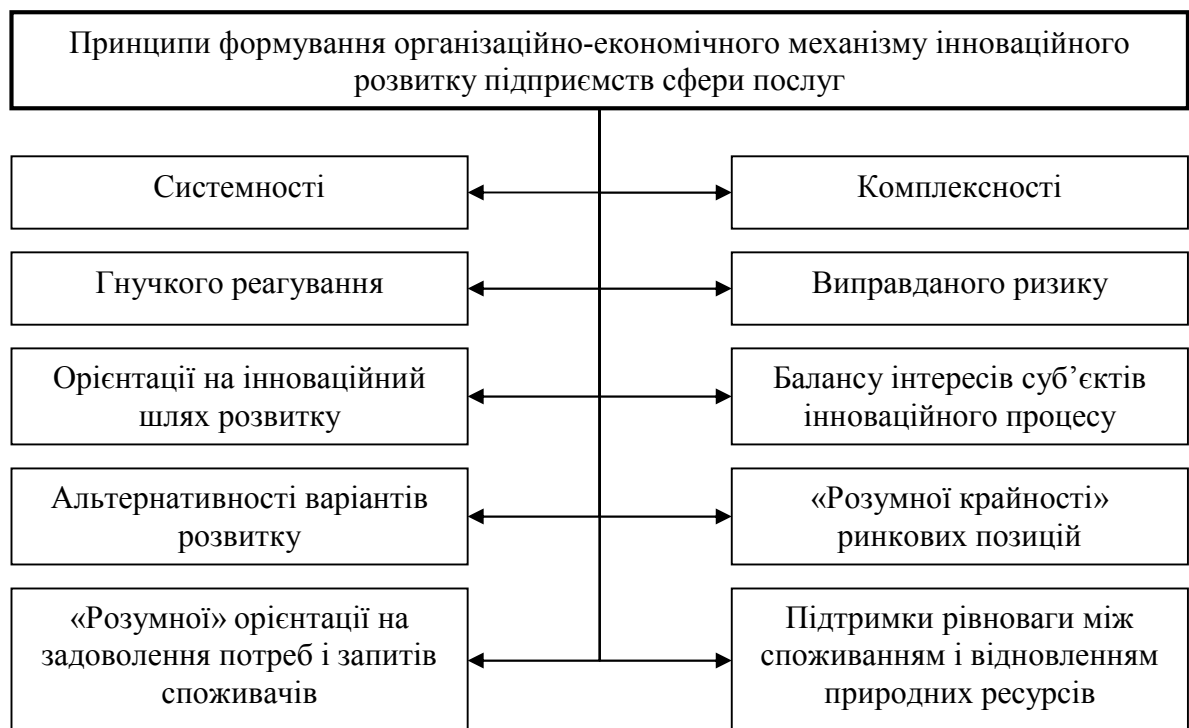 Принципи формування організаційно-економічного механізму інноваційного
розвитку підприємств сфери послуг
Системності
Комплексності
Гнучкого реагування
Виправданого ризику
Орієнтації на інноваційний
шлях розвитку
Балансу інтересів суб’єктів
інноваційного процесу
Альтернативності варіантів
розвитку
«Розумної крайності»
ринкових позицій
«Розумної» орієнтації на
задоволення потреб і запитів
споживачів
Підтримки рівноваги між
споживанням і відновленням
природних ресурсів